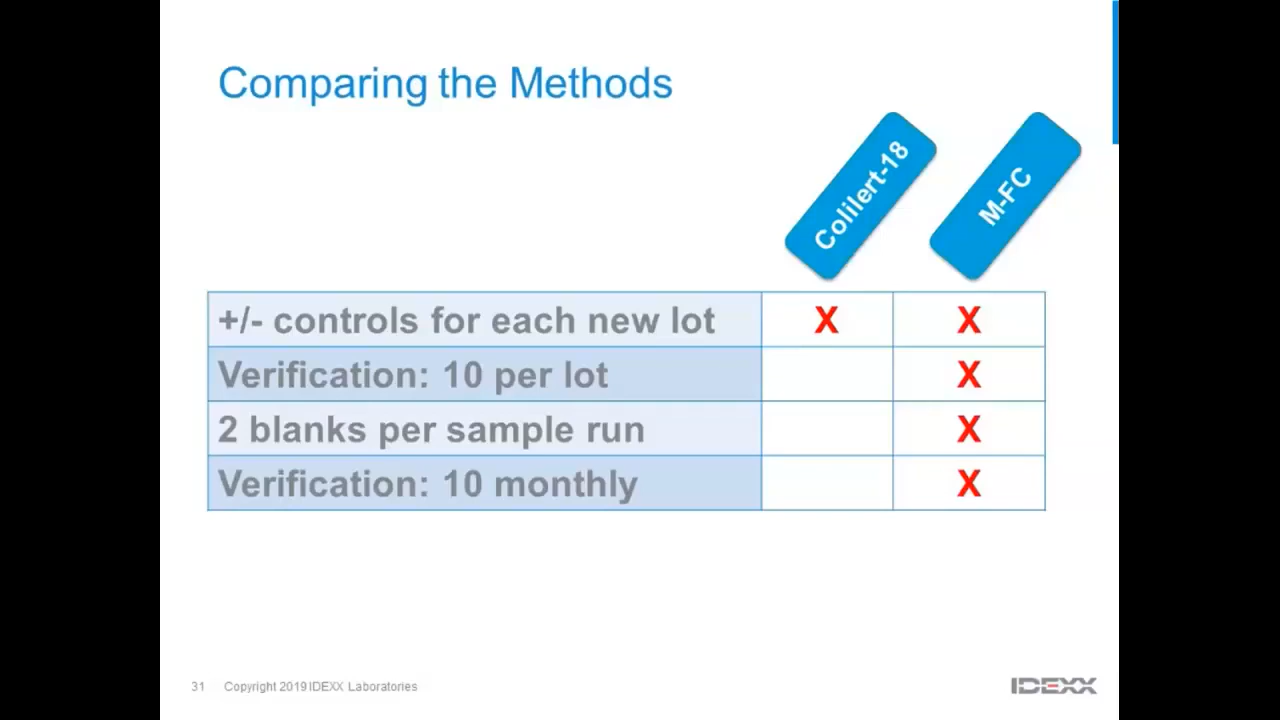 Comparing the Methods
Colilert-18
M-FC
+/- controls for each new lot X X
Verification: 10 per lot X
2 blanks per sample run X
Verification: 10 monthly X
31 Copyright 2019 IDEXX Laboratories
IDEXX